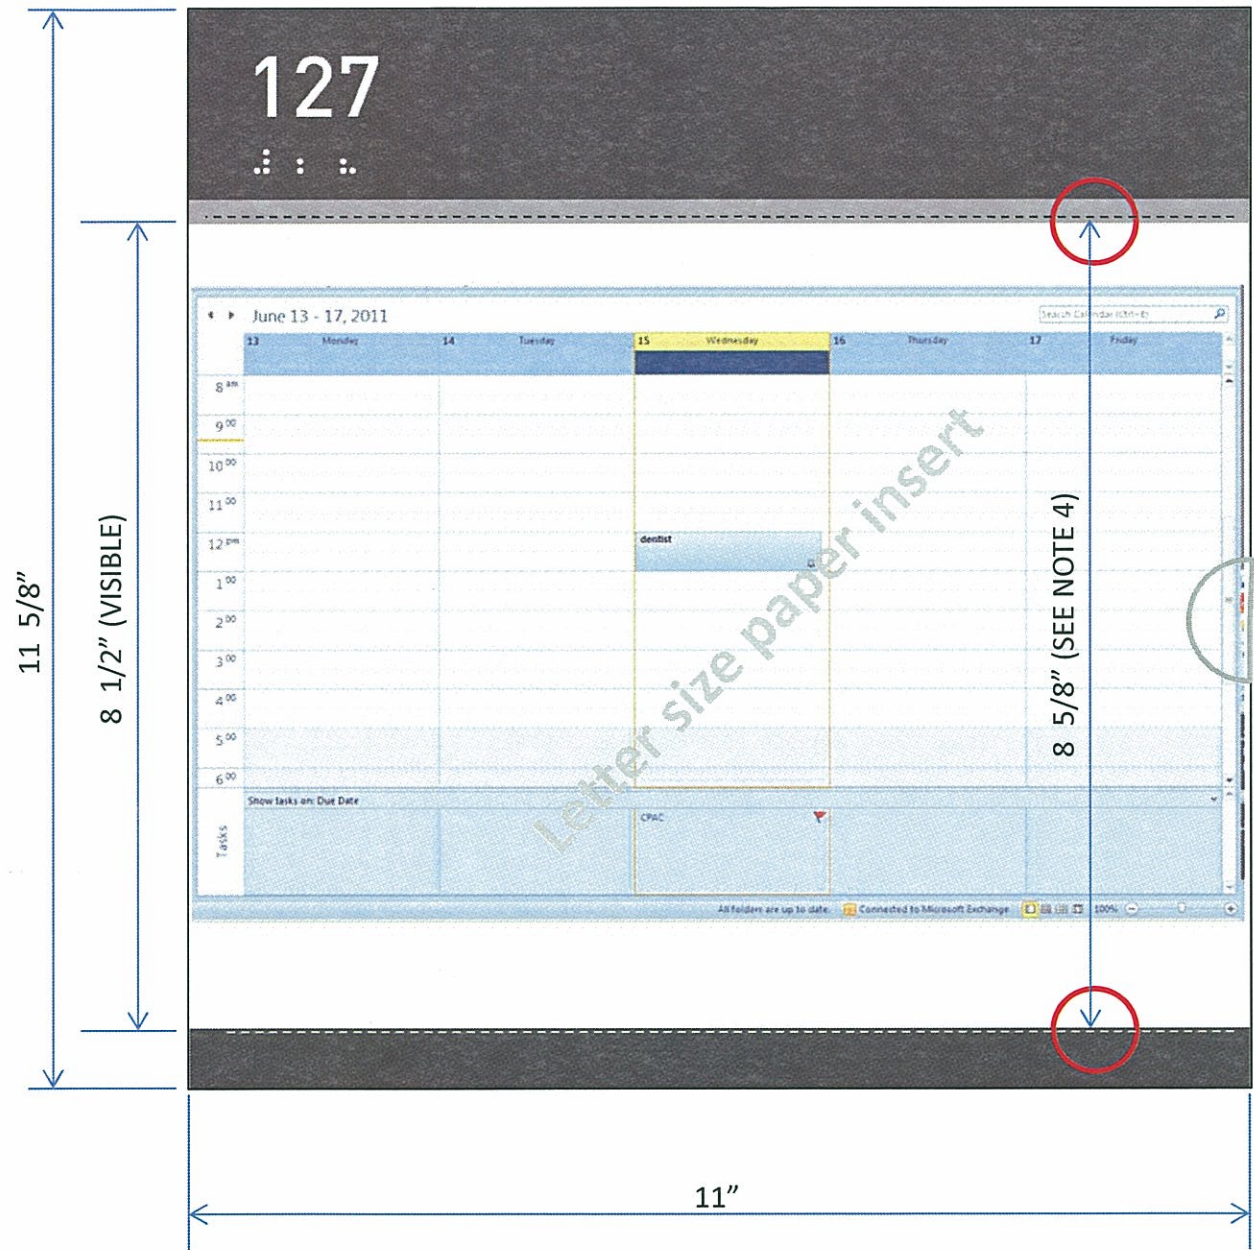 127
⠼⠁⠃⠛
11 5/8”
8 1/2” (VISIBLE)
8 5/8” (SEE NOTE 4)
June 13 - 17, 2011
Search Calendar (Ctrl+E)
13 Monday 14 Tuesday 15 Wednesday 16 Thursday 17 Friday
8 am
9 00
10 00
11 00
12 pm
dentist
1 00
2 00
3 00
4 00
5 00
6 00
Letter size paper insert
Show tasks on: Due Date
Tasks
CPAC
All folders are up to date. Connected to Microsoft Exchange 100%
11”